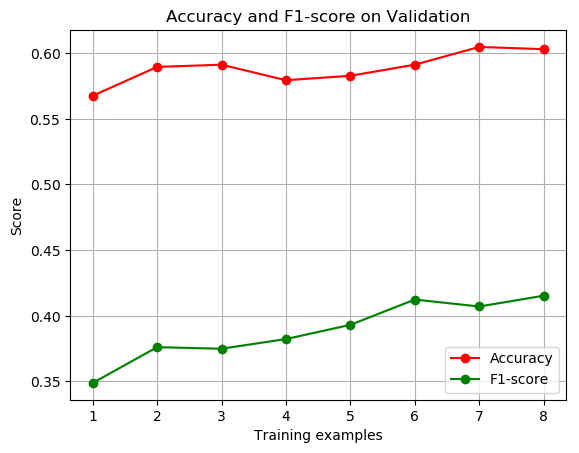 Accuracy and F1-score on Validation
0.60
0.55
0.50
0.45
0.40
0.35
Score
1 2 3 4 5 6 7 8
Training examples
Accuracy
F1-score